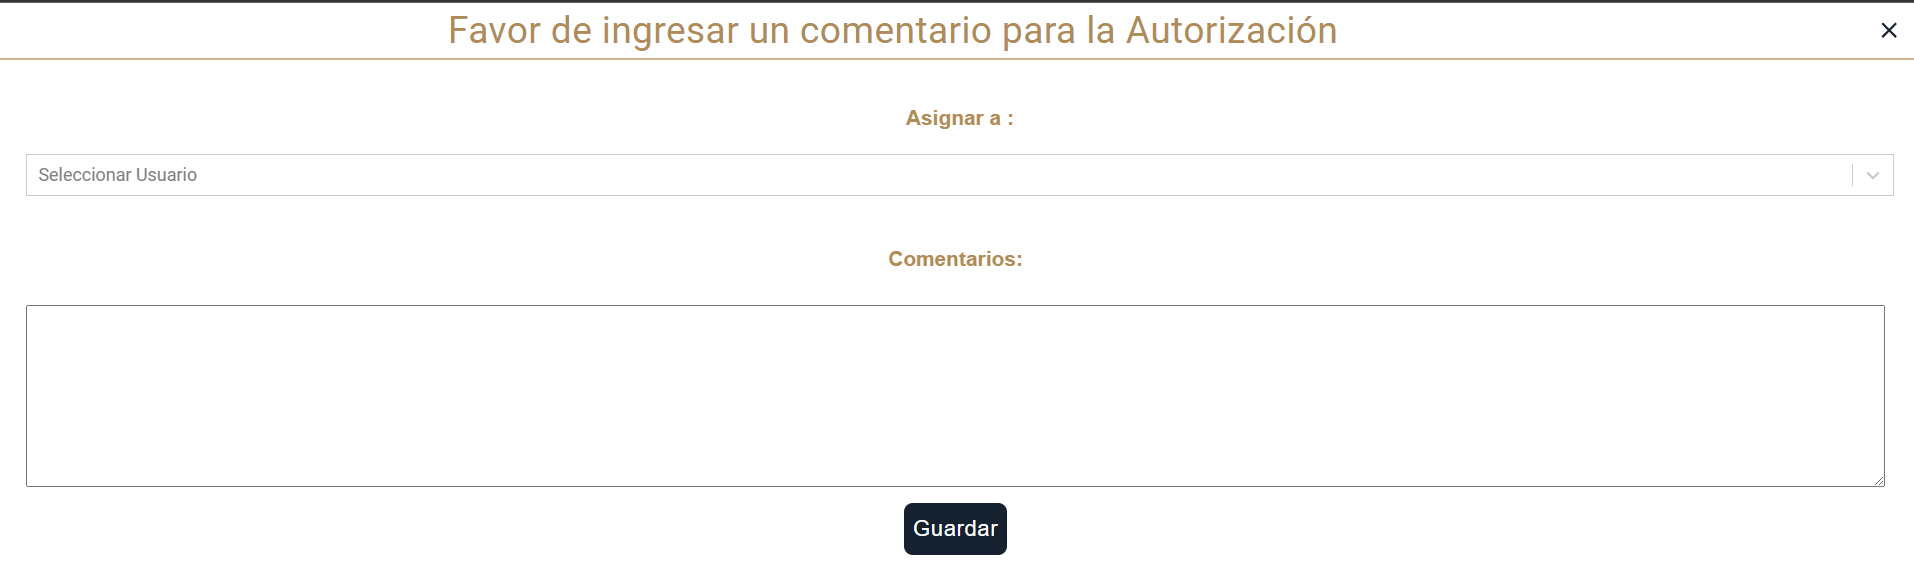 Favor de ingresar un comentario para la Autorización
Asignar a :
Seleccionar Usuario
Comentarios:
Guardar